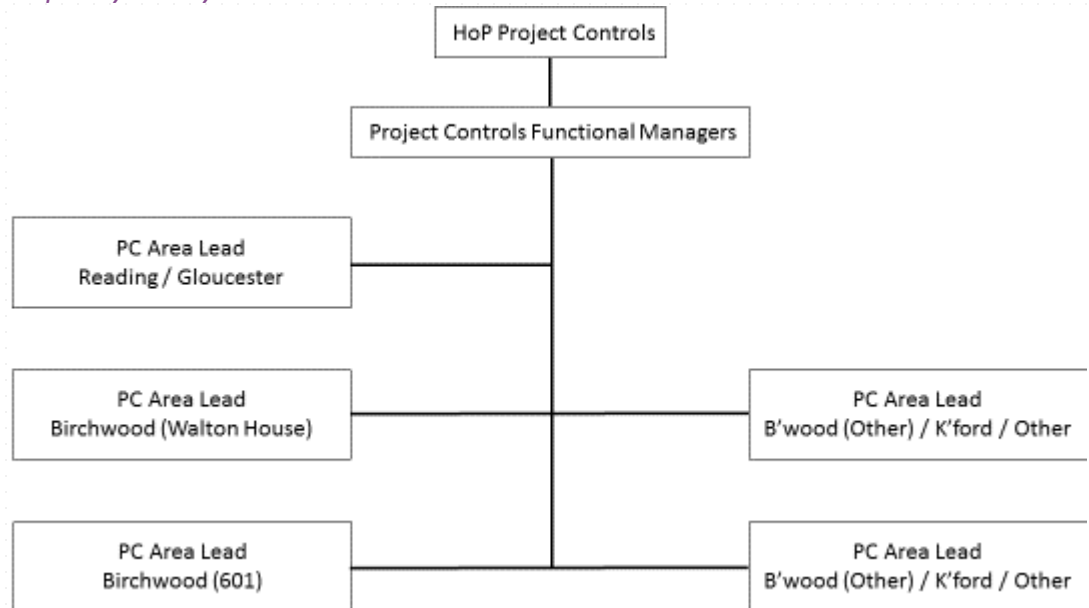 HoP Project Controls
Project Controls Functional Managers
PC Area Lead
Reading / Gloucester
PC Area Lead
Birchwood (Walton House)
PC Area Lead
B'wood (Other) / K'ford / Other
PC Area Lead
Birchwood (601)
PC Area Lead
B'wood (Other) / K'ford / Other